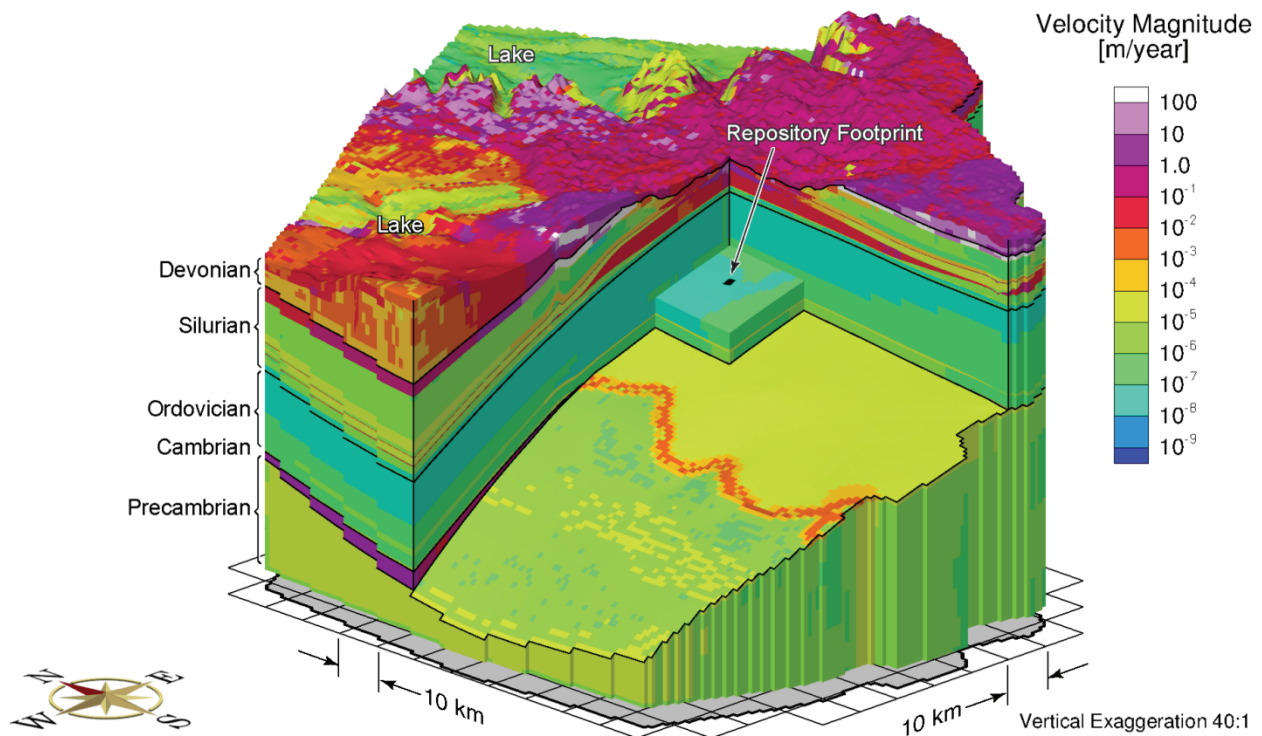 Velocity Magnitude
[m/year]
100
10
1.0
10⁻¹
10⁻²
10⁻³
10⁻⁴
10⁻⁵
10⁻⁶
10⁻⁷
10⁻⁸
10⁻⁹
Lake
Repository Footprint
Lake
Devonian
Silurian
Ordovician
Cambrian
Precambrian
N
E
W
S
10 km
10 km
Vertical Exaggeration 40:1